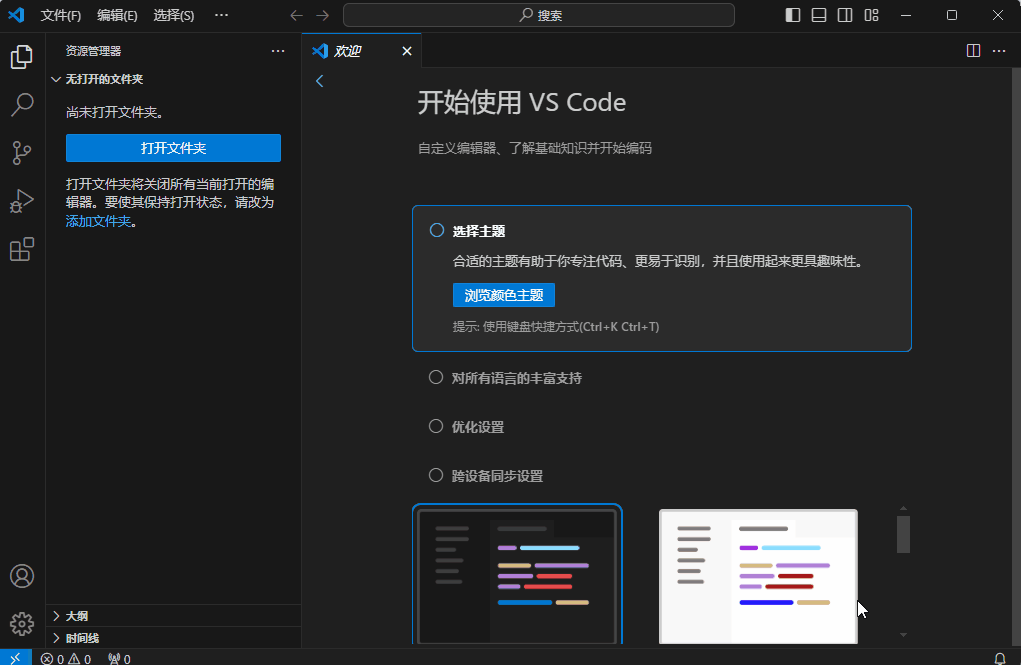 文件(F) 编辑(E) 选择(S) ··· 搜索
资源管理器 ···
无打开的文件夹
尚未打开文件夹。
打开文件夹
打开文件夹将关闭所有当前打开的编
辑器。要使其保持打开状态，请改为
添加文件夹。
大纲
时间线
欢迎
开始使用 VS Code
自定义编辑器、了解基础知识并开始编码
选择主题
合适的主题有助于你专注代码、更易于识别，并且使用起来更具趣味性。
浏览颜色主题
提示: 使用键盘快捷方式(Ctrl+K Ctrl+T)
对所有语言的丰富支持
优化设置
跨设备同步设置
0 0 0